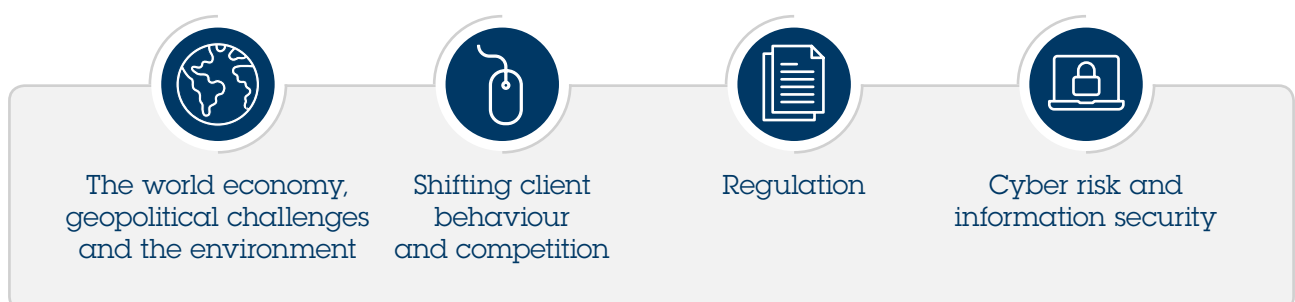 The world economy,
geopolitical challenges
and the environment
Shifting client
behaviour
and competition
Regulation
Cyber risk and
information security